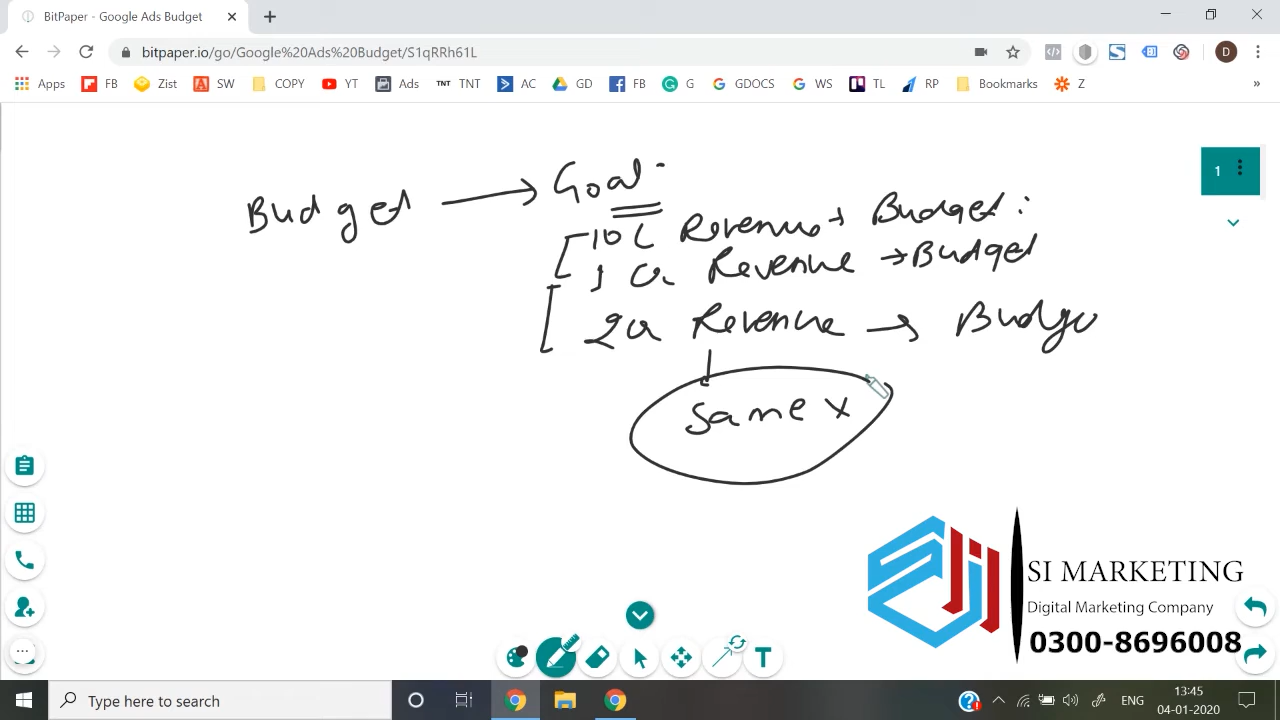 BitPaper - Google Ads Budget
bitpaper.io/go/Google%20Ads%20Budget/S1qRRh61L
D
Apps FB Zist SW COPY YT Ads TNT TNT AC GD FB G GDOCS WS TL RP Bookmarks Z »
1
Budget → Goal
10 L Revenue → Budget :
1 Cr Revenue → Budget
2 Cr Revenue → Budge
Same x
SI MARKETING
Digital Marketing Company
0300-8696008
T
Type here to search
ENG
13:45
04-01-2020